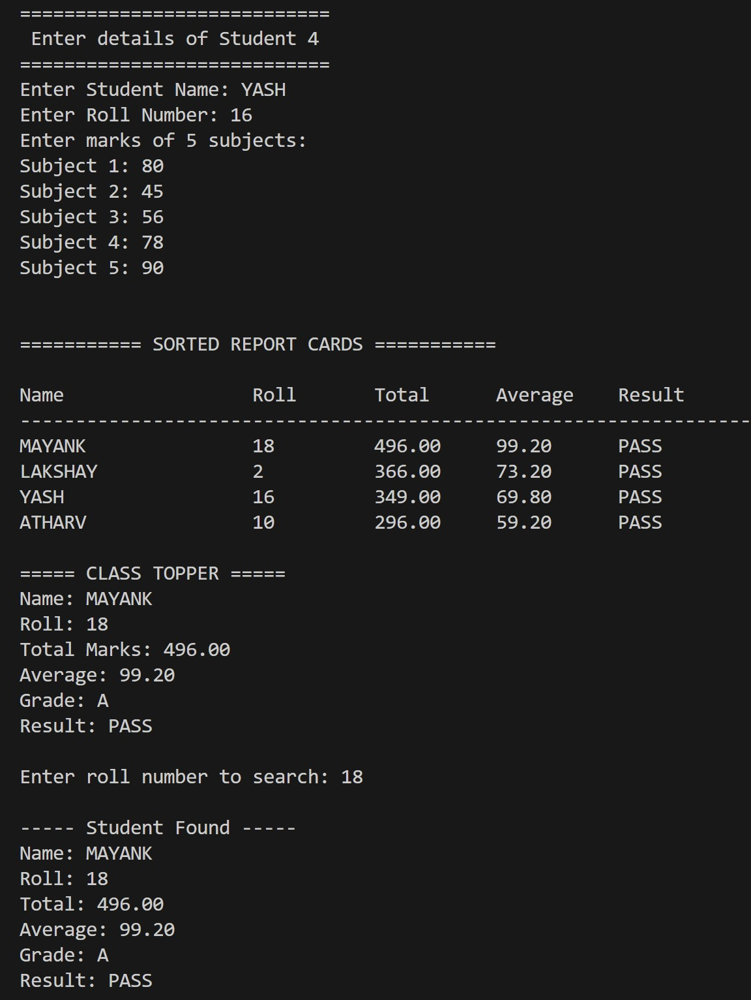 ============================
 Enter details of Student 4
============================
Enter Student Name: YASH
Enter Roll Number: 16
Enter marks of 5 subjects:
Subject 1: 80
Subject 2: 45
Subject 3: 56
Subject 4: 78
Subject 5: 90

=========== SORTED REPORT CARDS ===========

Name                 Roll       Total      Average    Result
------------------------------------------------------------------
MAYANK               18         496.00     99.20      PASS
LAKSHAY              2          366.00     73.20      PASS
YASH                 16         349.00     69.80      PASS
ATHARV               10         296.00     59.20      PASS

===== CLASS TOPPER =====
Name: MAYANK
Roll: 18
Total Marks: 496.00
Average: 99.20
Grade: A
Result: PASS

Enter roll number to search: 18

----- Student Found -----
Name: MAYANK
Roll: 18
Total: 496.00
Average: 99.20
Grade: A
Result: PASS